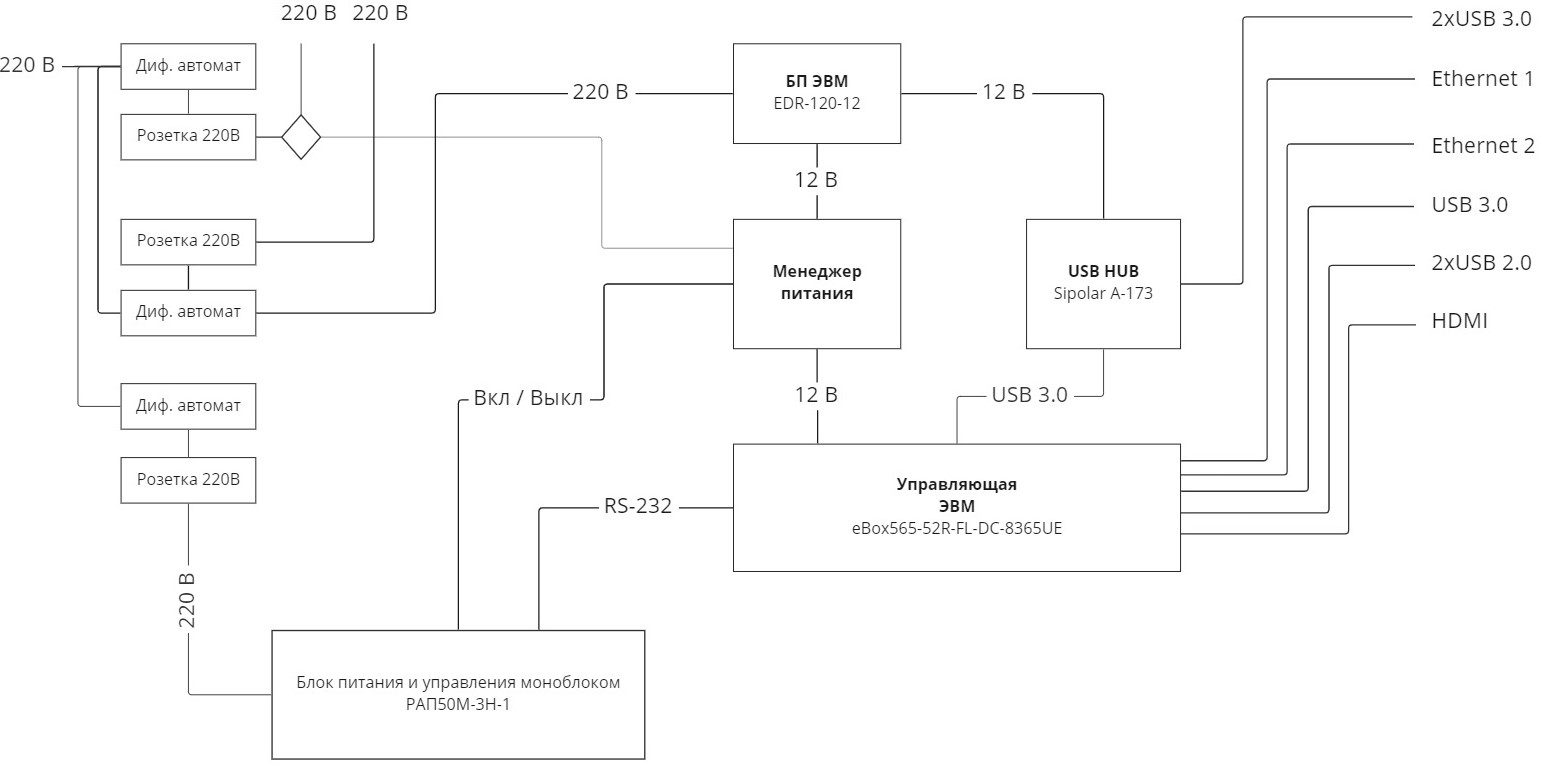 220 В 220 В
2xUSB 3.0
220 В
Диф. автомат
БП ЭВМ
EDR-120-12
220 В
12 В
Ethernet 1
Розетка 220В
Ethernet 2
12 В
USB 3.0
Розетка 220В
Менеджер
питания
USB HUB
Sipolar A-173
2xUSB 2.0
Диф. автомат
HDMI
Диф. автомат
Вкл / Выкл
12 В
USB 3.0
Розетка 220В
Управляющая
ЭВМ
eBox565-52R-FL-DC-8365UE
RS-232
220 В
Блок питания и управления моноблоком
РАП50М-3Н-1